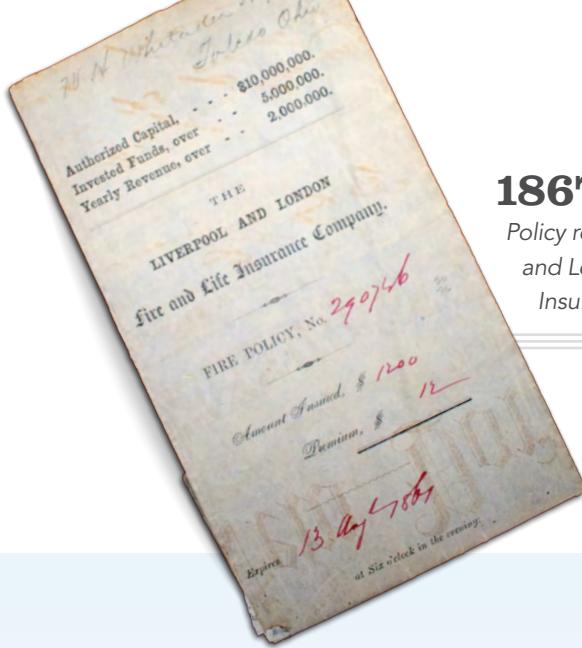 Toledo Ohio
Authorized Capital, - - - $10,000,000.
Invested Funds, over - - 5,000,000.
Yearly Revenue, over - - 2,000,000.
THE
LIVERPOOL AND LONDON
Fire and Life Insurance Company.
FIRE POLICY, No. 290746
Amount Insured, $ 1200
Premium, $ 12
Expires 13 Aug
at Six o'clock in the evening.
186
Policy
and
Insu